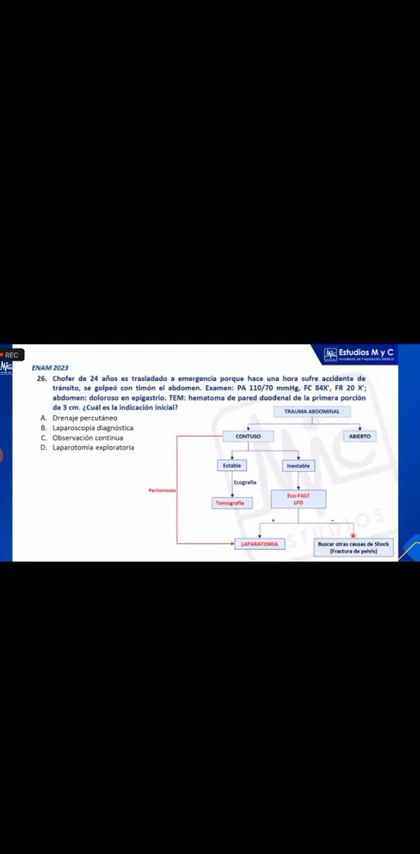 REC
Estudios M y C
ENAM 2023
26. Chofer de 24 años es trasladado a emergencia porque hace una hora sufre accidente de
tránsito, se golpeó con timón el abdomen. Examen: PA 110/70 mmHg, FC 84X', FR 20 X';
abdomen: doloroso en epigastrio. TEM: hematoma de pared duodenal de la primera porción
de 3 cm. ¿Cuál es la indicación inicial?
A. Drenaje percutáneo
B. Laparoscopía diagnóstica
C. Observación continua
D. Laparotomía exploratoria
TRAUMA ABDOMINAL
CONTUSO
ABIERTO
Estable
Inestable
Ecografía
Peritonismo
Tomografía
Eco-FAST
LPD
+
-
LAPARATOMIA
Buscar otras causas de Shock
(Fractura de pelvis)